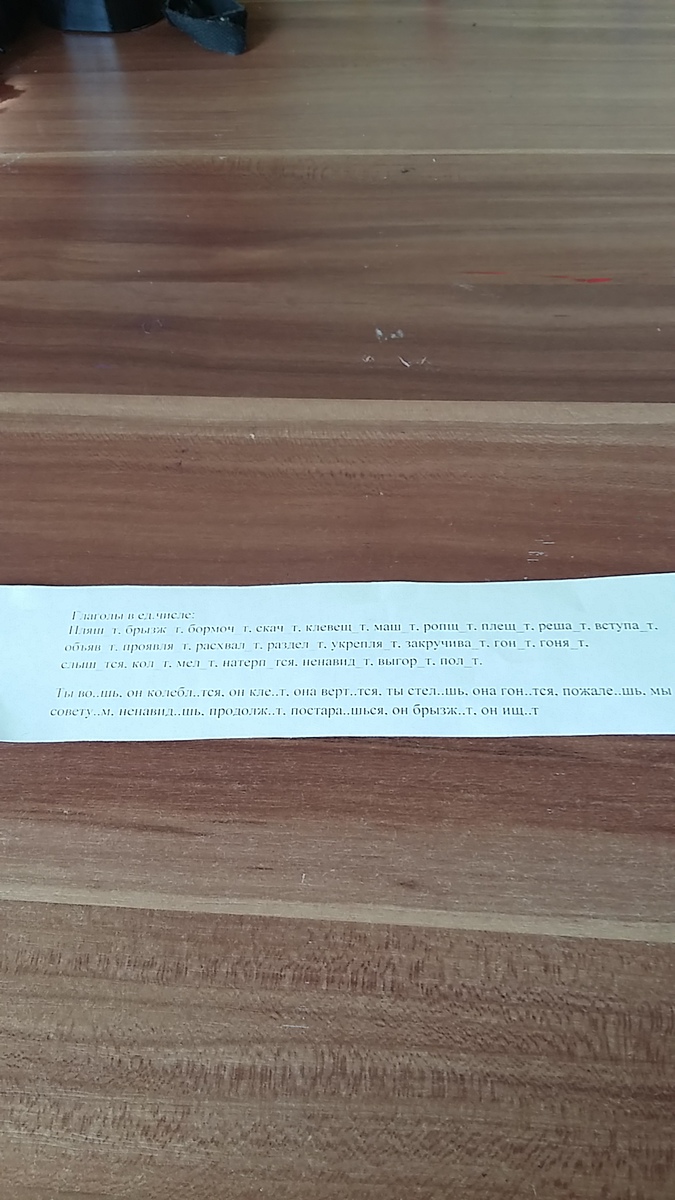 Глаголы в ед.числе:
Пляш_т, брызж_т, бормоч_т, скач_т, клевещ_т, маш_т, ропщ_т, плещ_т, реша_т, вступа_т,
объяв_т, проявля_т, расхвал_т, раздел_т, укрепля_т, закручива_т, гон_т, гоня_т,
слыш_тся, кол_т, мел_т, натерп_тся, ненавид_т, выгор_т, пол_т.
Ты во..шь, он колебл..тся, он кле..т, она верт..тся, ты стел..шь, она гон..тся, пожале..шь, мы
совету..м, ненавид..шь, продолж..т, постара..шься, он брызж..т, он ищ..т